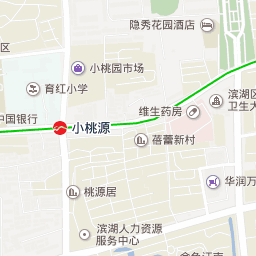 隐秀花园酒店
区
小桃园市场
育红小学
滨湖区
卫生大
维生药房
中国银行
小桃源
蓓蕾新村
桃源居
华润万
滨湖人力资源
服务中心